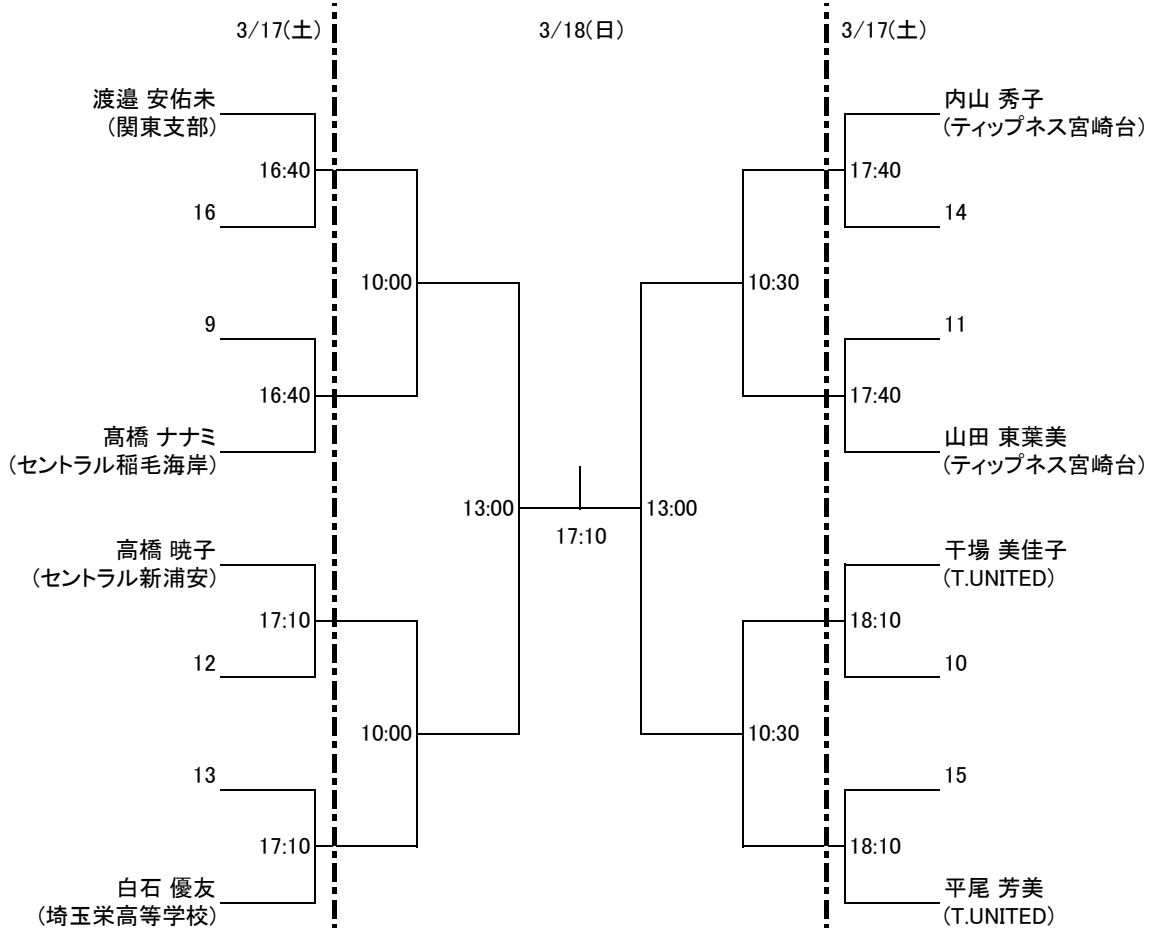 3/17(土)
3/18(日)
3/17(土)
渡邉 安佑未
(関東支部)
16:40
16
9
16:40
髙橋 ナナミ
(セントラル稲毛海岸)
高橋 暁子
(セントラル新浦安)
17:10
12
13
17:10
白石 優友
(埼玉栄高等学校)
10:00
10:00
13:00
17:10
13:00
10:30
10:30
内山 秀子
(ティップネス宮崎台)
17:40
14
11
17:40
山田 東葉美
(ティップネス宮崎台)
干場 美佳子
(T.UNITED)
18:10
10
15
18:10
平尾 芳美
(T.UNITED)